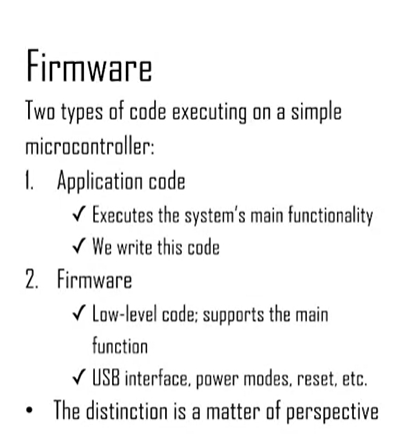 Firmware
Two types of code executing on a simple
microcontroller:
1. Application code
✓ Executes the system's main functionality
✓ We write this code
2. Firmware
✓ Low-level code; supports the main
function
✓ USB interface, power modes, reset, etc.
• The distinction is a matter of perspective